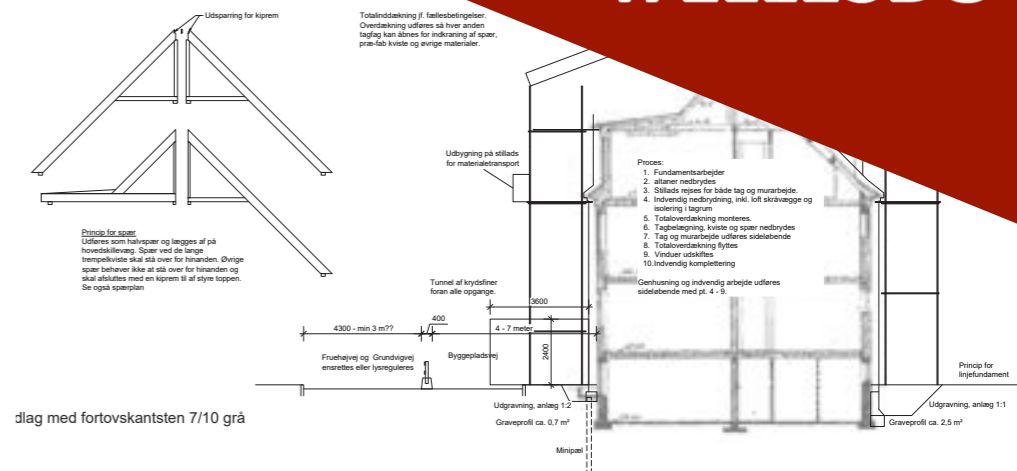 Udsparring for kiprem
Totalinddækning jf. fællesbetingelser.
Overdækning udføres så hver anden
tagfag kan åbnes for indkraning af spær,
præ-fab kviste og øvrige materialer.
Udbygning på stillads
for materialetransport
Proces:
1. Fundamentsarbejder
2. altaner nedbrydes
3. Stillads rejses for både tag og murarbejde.
4. Indvendig nedbrydning, inkl. loft skråvægge og
isolering i tagrum
5. Totaloverdækning monteres.
6. Tagbelægning, kviste og spær nedbrydes
7. Tag og murarbejde udføres sideløbende
8. Totaloverdækning flyttes
9. Vinduer udskiftes
10. Indvendig komplettering
Genhusning og indvendig arbejde udføres
sideløbende med pt. 4 - 9.
Princip for spær
Udføres som halvspær og lægges af på
hovedskillevæg. Spær ved de lange
trempelkviste skal stå over for hinanden. Øvrige
spær behøver ikke at stå over for hinanden og
skal afsluttes med en kiprem til af styre toppen.
Se også spærplan
Tunnel af krydsfiner
foran alle opgange.
3600
400
4300 - min 3 m??
4 - 7 meter
2400
Fruehøjvej og Grundvigvej
ensrettes eller lysreguleres
Byggepladsvej
Princip for
linjefundament
Udgravning, anlæg 1:2
Graveprofil ca. 0,7 m²
Udgravning, anlæg 1:1
Graveprofil ca. 2,5 m²
Minipæl
dlag med fortovskantsten 7/10 grå